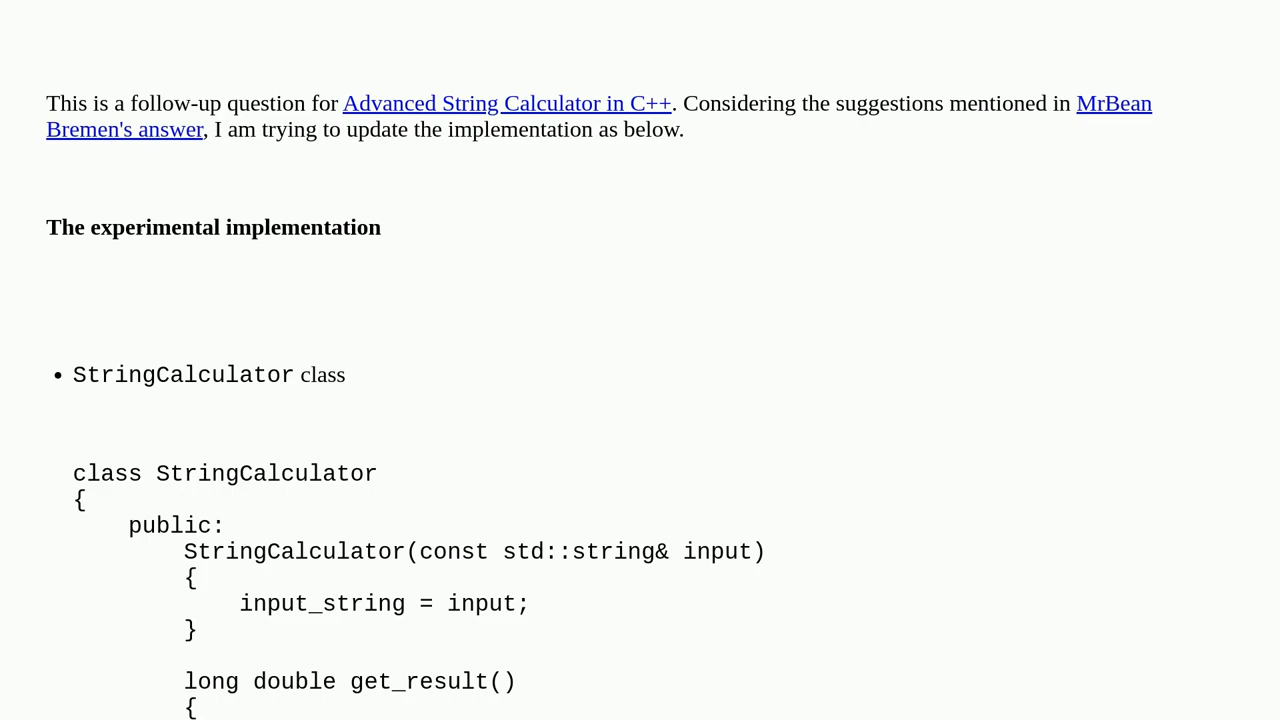 This is a follow-up question for Advanced String Calculator in C++. Considering the suggestions mentioned in MrBean
Bremen's answer, I am trying to update the implementation as below.
The experimental implementation
• StringCalculator class
class StringCalculator
{
    public:
        StringCalculator(const std::string& input)
        {
            input_string = input;
        }
        long double get_result()
        {